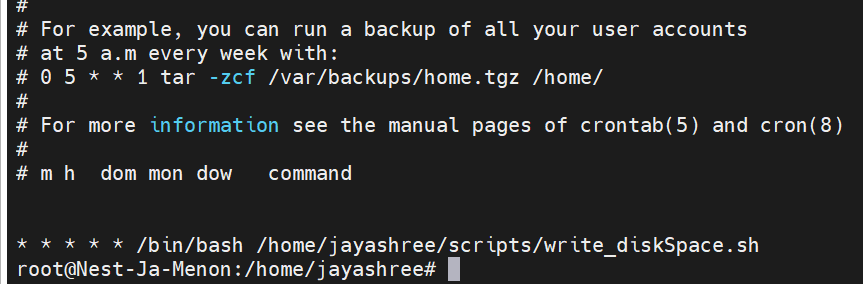 #
# For example, you can run a backup of all your user accounts
# at 5 a.m every week with:
# 0 5 * * 1 tar -zcf /var/backups/home.tgz /home/
#
# For more information see the manual pages of crontab(5) and cron(8)
#
# m h  dom mon dow   command
* * * * * /bin/bash /home/jayashree/scripts/write_diskSpace.sh
root@Nest-Ja-Menon:/home/jayashree#